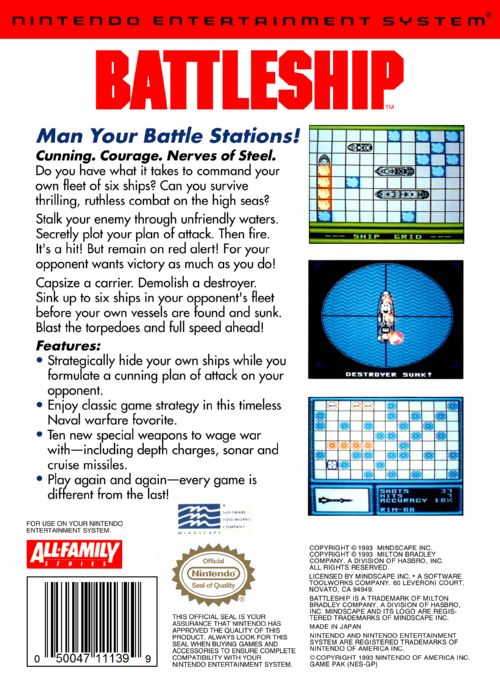 NINTENDO ENTERTAINMENT SYSTEM®
BATTLESHIP™
Man Your Battle Stations!
Cunning. Courage. Nerves of Steel.
Do you have what it takes to command your
own fleet of six ships? Can you survive
thrilling, ruthless combat on the high seas?
Stalk your enemy through unfriendly waters.
Secretly plot your plan of attack. Then fire.
It's a hit! But remain on red alert! For your
opponent wants victory as much as you do!
Capsize a carrier. Demolish a destroyer.
Sink up to six ships in your opponent's fleet
before your own vessels are found and sunk.
Blast the torpedoes and full speed ahead!
Features:
• Strategically hide your own ships while you
formulate a cunning plan of attack on your
opponent.
• Enjoy classic game strategy in this timeless
Naval warfare fovorite.
• Ten new special weapons to wage war
with—including depth charges, sonar and
cruise missiles.
• Play again and again—every game is
different from the last!
--- SHIP GRID ---
DESTROYER SUNK?
SHOTS 37
HITS 7
ACCURACY 18%
RIM-66
FOR USE ON YOUR NINTENDO
ENTERTAINMENT SYSTEM.
ALL-FAMILY
SERIES
MINDSCAPE
A
SOFTWARE
TOOLWORKS
COMPANY
Official
Nintendo®
Seal of Quality
THIS OFFICIAL SEAL IS YOUR
ASSURANCE THAT NINTENDO HAS
APPROVED THE QUALITY OF THIS
PRODUCT. ALWAYS LOOK FOR THIS
SEAL WHEN BUYING GAMES AND
ACCESSORIES TO ENSURE COMPLETE
COMPATIBILITY WITH YOUR
NINTENDO ENTERTAINMENT SYSTEM.
0 50047 11139 9
COPYRIGHT © 1993 MINDSCAPE INC.
COPYRIGHT © 1993 MILTON BRADLEY
COMPANY, A DIVISION OF HASBRO, INC.
ALL RIGHTS RESERVED.
LICENSED BY MINDSCAPE INC. • A SOFTWARE
TOOLWORKS COMPANY. 60 LEVERONI COURT,
NOVATO, CA 94949.
BATTLESHIP IS A TRADEMARK OF MILTON
BRADLEY COMPANY, A DIVISION OF HASBRO,
INC. MINDSCAPE AND ITS LOGO ARE REGIS-
TERED TRADEMARKS OF MINDSCAPE INC.
MADE IN JAPAN
NINTENDO AND NINTENDO ENTERTAINMENT
SYSTEM ARE REGISTERED TRADEMARKS OF
NINTENDO OF AMERICA INC.
© COPYRIGHT 1993 NINTENDO OF AMERICA INC.
GAME PAK (NES-GP)